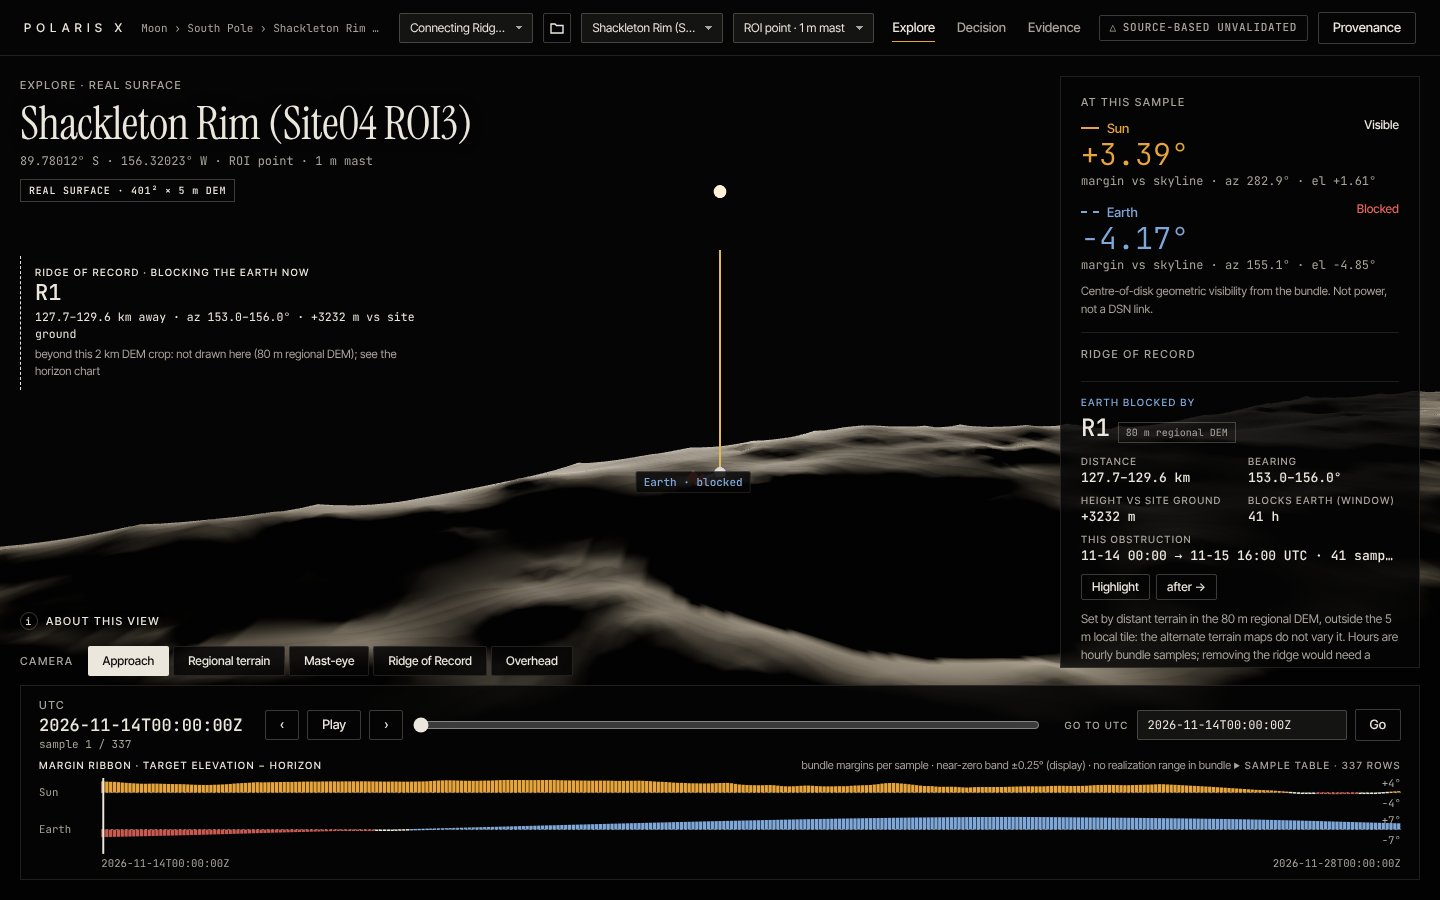 POLARIS X
Moon › South Pole › Shackleton Rim …
Connecting Ridg…
Shackleton Rim (S…
ROI point · 1 m mast
Explore
Decision
Evidence
△ SOURCE-BASED UNVALIDATED
Provenance
EXPLORE · REAL SURFACE
Shackleton Rim (Site04 ROI3)
89.78012° S · 156.32023° W · ROI point · 1 m mast
REAL SURFACE · 401² × 5 m DEM
RIDGE OF RECORD · BLOCKING THE EARTH NOW
R1
127.7–129.6 km away · az 153.0–156.0° · +3232 m vs site
ground
beyond this 2 km DEM crop: not drawn here (80 m regional DEM); see the
horizon chart
Earth · blocked
AT THIS SAMPLE
Sun
Visible
+3.39°
margin vs skyline · az 282.9° · el +1.61°
Earth
Blocked
-4.17°
margin vs skyline · az 155.1° · el -4.85°
Centre-of-disk geometric visibility from the bundle. Not power,
not a DSN link.
RIDGE OF RECORD
EARTH BLOCKED BY
R1
80 m regional DEM
DISTANCE
BEARING
127.7–129.6 km
153.0–156.0°
HEIGHT VS SITE GROUND
BLOCKS EARTH (WINDOW)
+3232 m
41 h
THIS OBSTRUCTION
11-14 00:00 → 11-15 16:00 UTC · 41 samp…
Highlight
after →
Set by distant terrain in the 80 m regional DEM, outside the 5
m local tile: the alternate terrain maps do not vary it. Hours are
hourly bundle samples; removing the ridge would need a
i ABOUT THIS VIEW
CAMERA
Approach
Regional terrain
Mast-eye
Ridge of Record
Overhead
UTC
2026-11-14T00:00:00Z
sample 1 / 337
‹
Play
›
GO TO UTC
2026-11-14T00:00:00Z
Go
MARGIN RIBBON · TARGET ELEVATION − HORIZON
bundle margins per sample · near-zero band ±0.25° (display) · no realization range in bundle
▸ SAMPLE TABLE · 337 ROWS
Sun
+4°
-4°
Earth
+7°
-7°
2026-11-14T00:00:00Z
2026-11-28T00:00:00Z